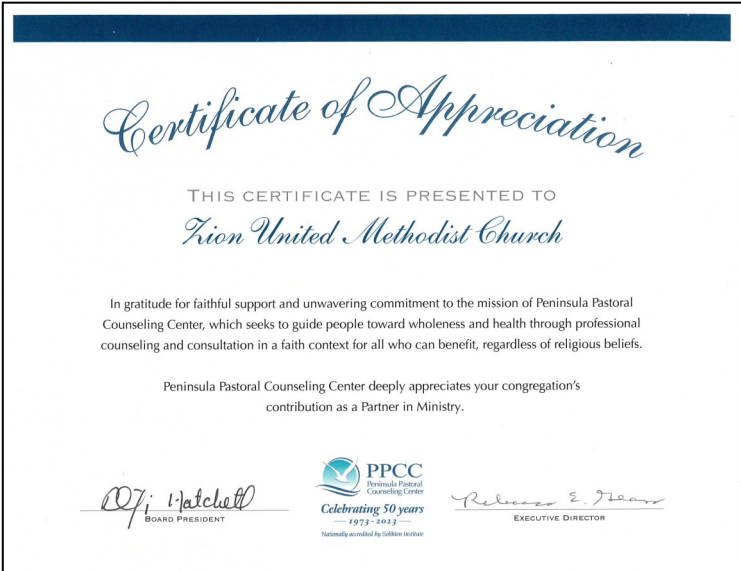 Certificate of Appreciation
THIS CERTIFICATE IS PRESENTED TO
Zion United Methodist Church
In gratitude for faithful support and unwavering commitment to the mission of Peninsula Pastoral
Counseling Center, which seeks to guide people toward wholeness and health through professional
counseling and consultation in a faith context for all who can benefit, regardless of religious beliefs.
Peninsula Pastoral Counseling Center deeply appreciates your congregation's
contribution as a Partner in Ministry.
Hatchett
BOARD PRESIDENT
PPCC
Peninsula Pastoral
Counseling Center
Celebrating 50 years
1973-2023
Nationally accredited by Solihten Institute
E.
EXECUTIVE DIRECTOR